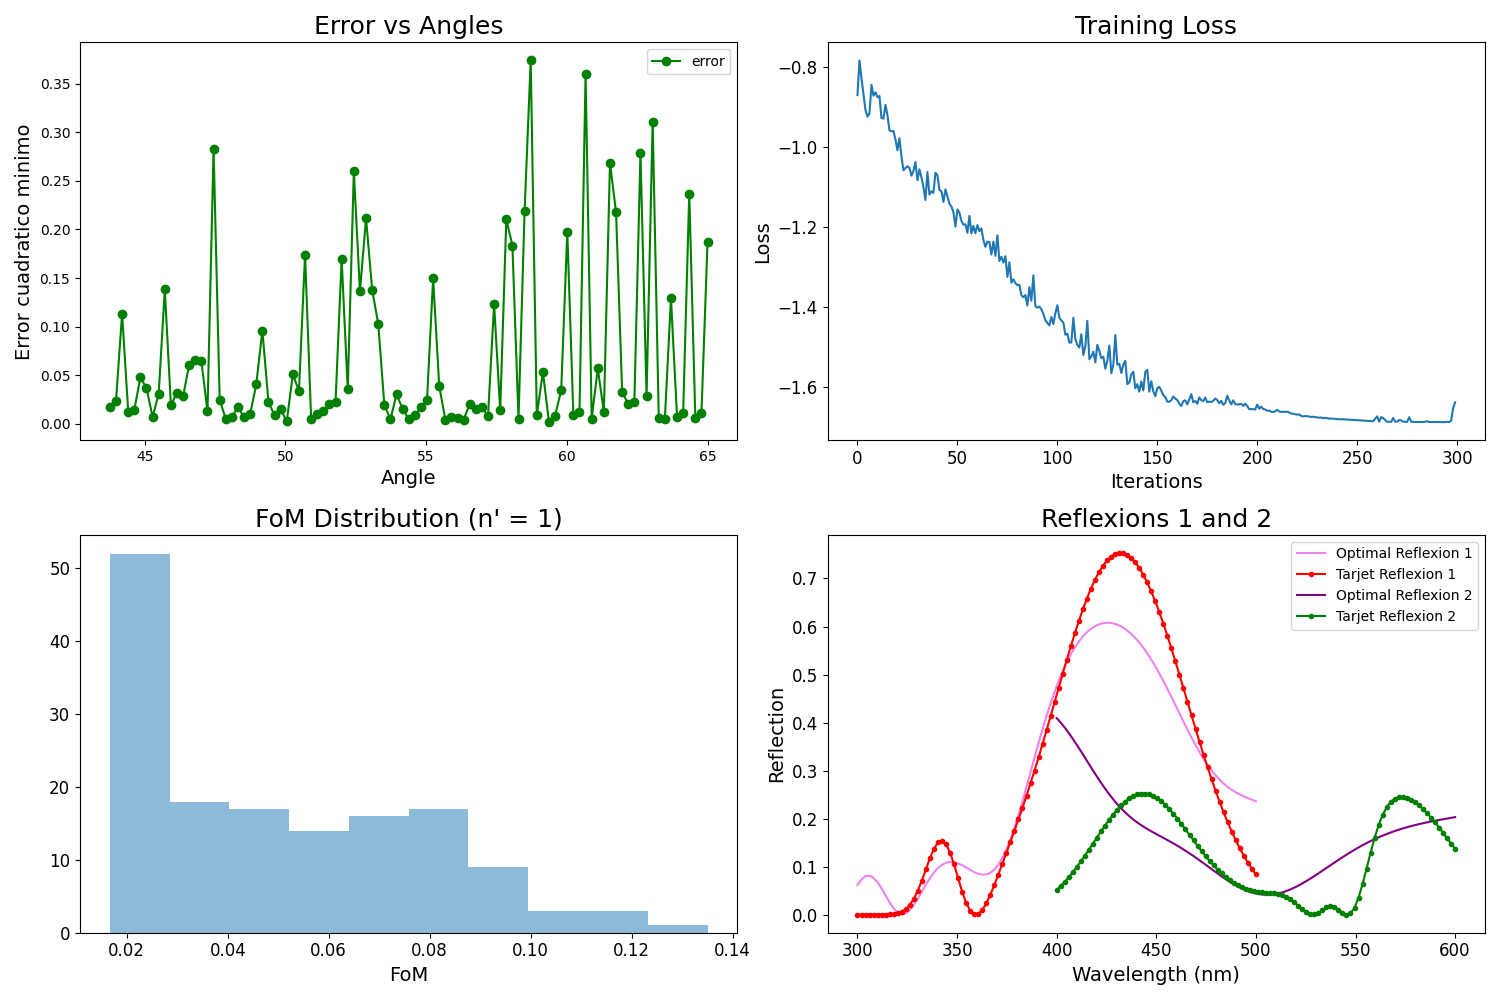 Error vs Angles
error
0.35
0.30
0.25
0.20
0.15
0.10
0.05
0.00
Error cuadratico minimo
45 50 55 60 65
Angle
Training Loss
−0.8
−1.0
−1.2
−1.4
−1.6
Loss
0 50 100 150 200 250 300
Iterations
FoM Distribution (n' = 1)
50
40
30
20
10
0
0.02 0.04 0.06 0.08 0.10 0.12 0.14
FoM
Reflexions 1 and 2
Optimal Reflexion 1
Tarjet Reflexion 1
Optimal Reflexion 2
Tarjet Reflexion 2
0.7
0.6
0.5
0.4
0.3
0.2
0.1
0.0
Reflection
300 350 400 450 500 550 600
Wavelength (nm)